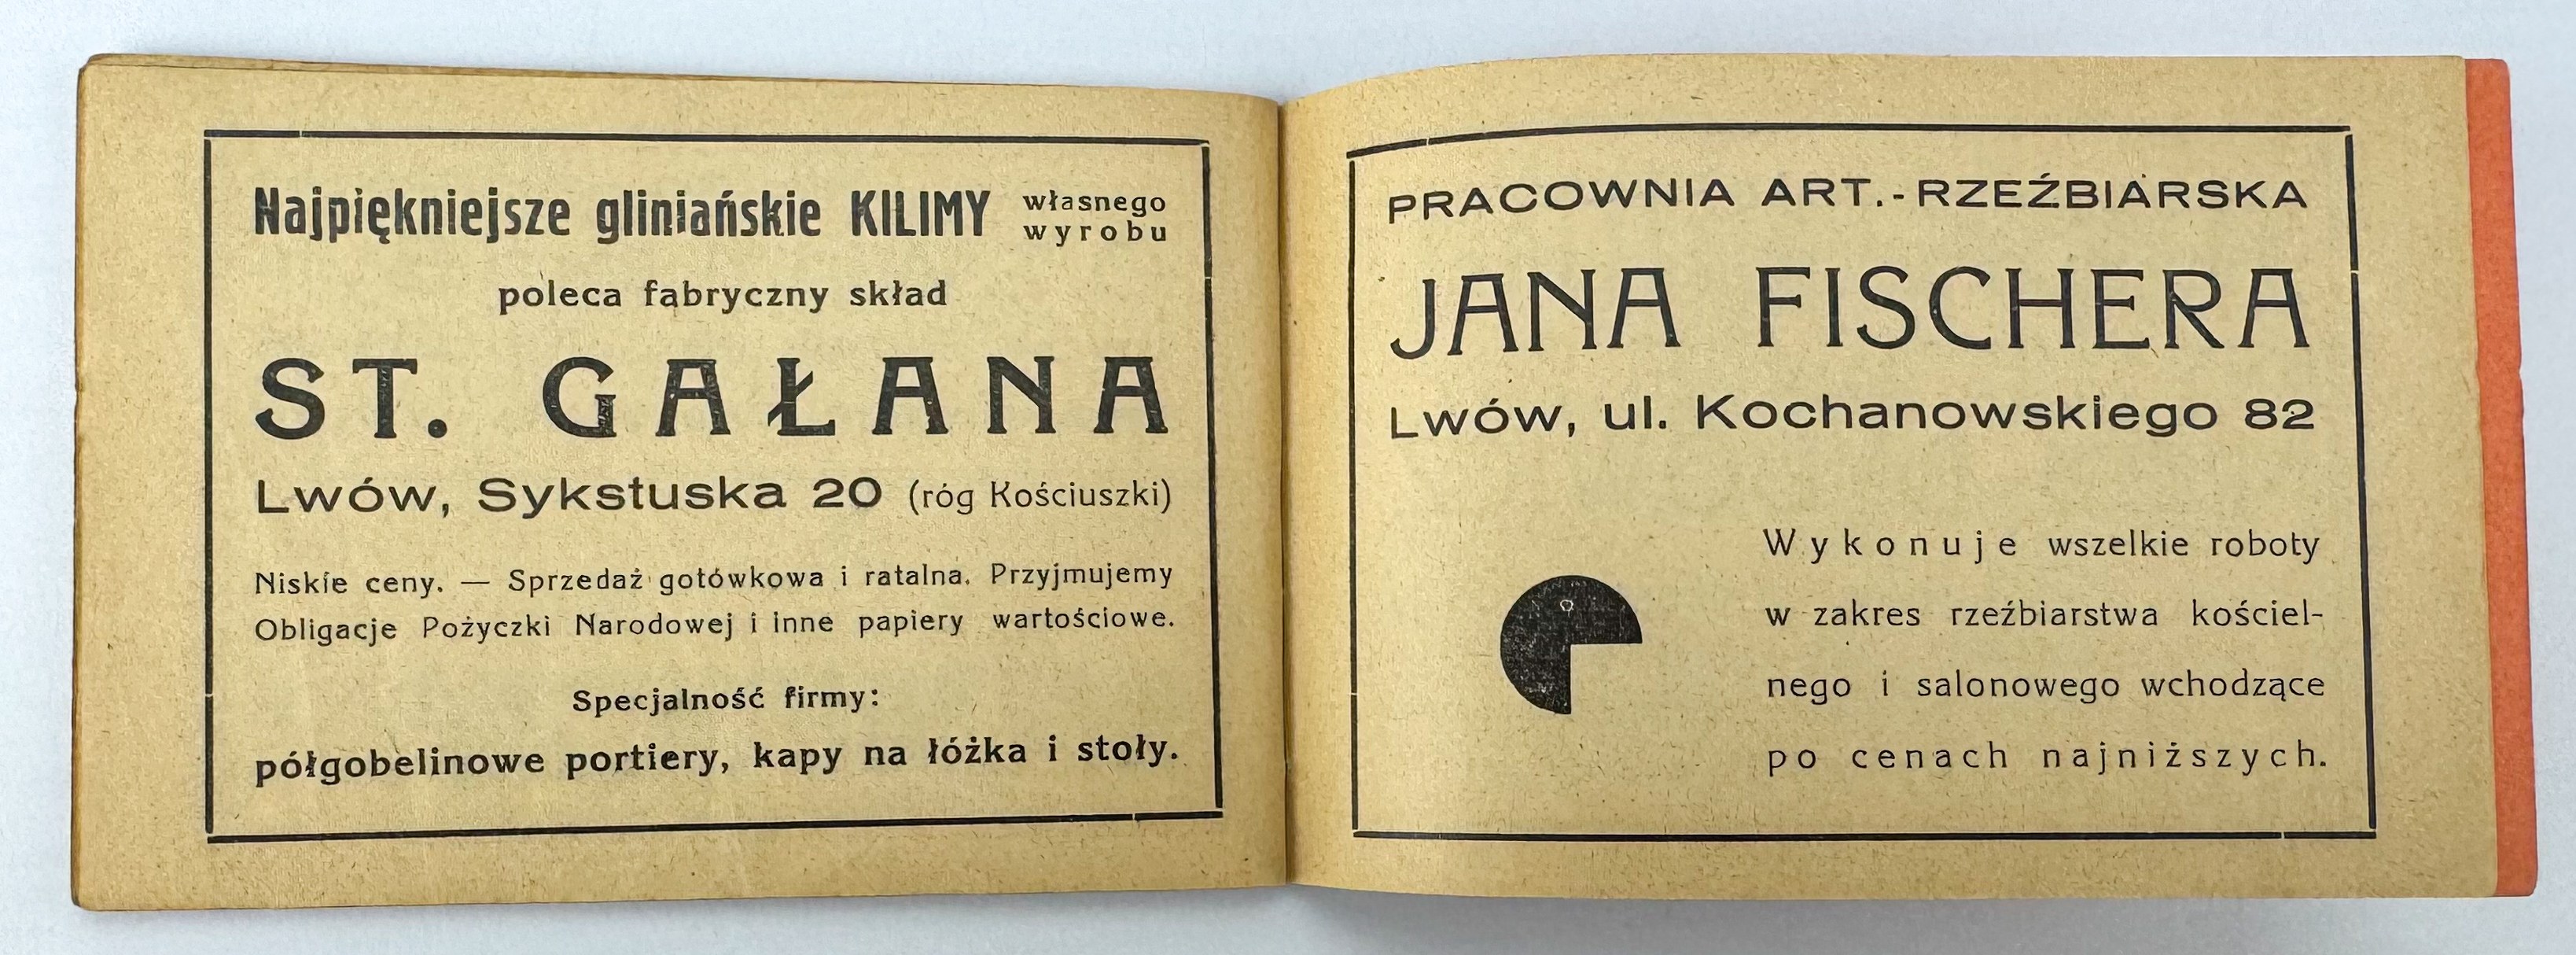 Najpiękniejsze gliniańskie KILIMY własnego wyrobu
poleca fabryczny skład
ST. GAŁANA
Lwów, Sykstuska 20 (róg Kościuszki)
Niskie ceny. — Sprzedaż gotówkowa i ratalna. Przyjmujemy
Obligacje Pożyczki Narodowej i inne papiery wartościowe.
Specjalność firmy:
półgobelinowe portiery, kapy na łóżka i stoły.
PRACOWNIA ART.-RZEŹBIARSKA
JANA FISCHERA
Lwów, ul. Kochanowskiego 82
Wykonuje wszelkie roboty
w zakres rzeźbiarstwa kościel-
nego i salonowego wchodzące
po cenach najniższych.